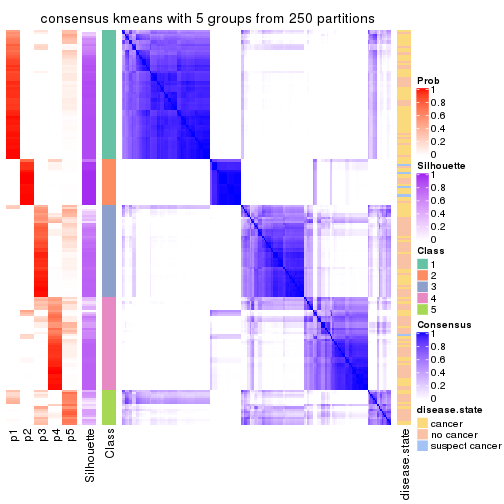 consensus kmeans with 5 groups from 250 partitions
Prob
1
0.8
0.6
0.4
0.2
0
Silhouette
1
0.8
0.6
0.4
0.2
0
Class
1
2
3
4
5
Consensus
1
0.8
0.6
0.4
0.2
0
disease.state
cancer
no cancer
suspect cancer
p1
p2
p3
p4
p5
Silhouette
Class
disease.state